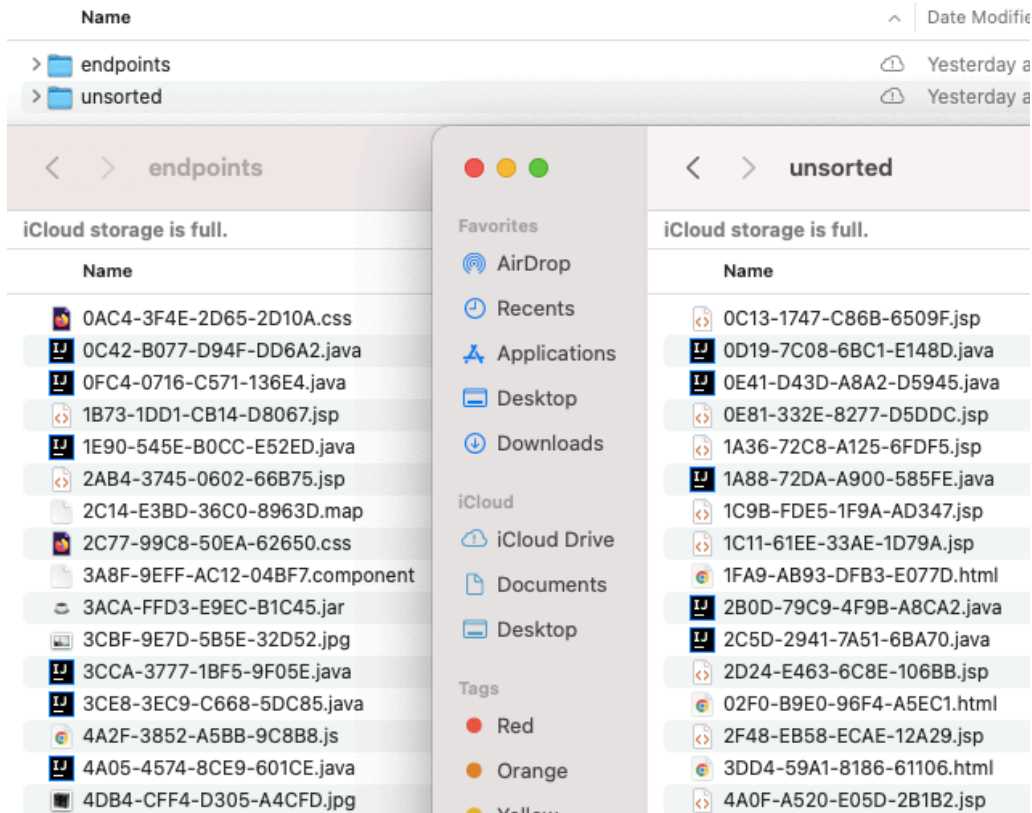 Name
Date Modifie
endpoints
Yesterday a
unsorted
Yesterday a
endpoints
iCloud storage is full.
Name
0AC4-3F4E-2D65-2D10A.css
0C42-B077-D94F-DD6A2.java
0FC4-0716-C571-136E4.java
1B73-1DD1-CB14-D8067.jsp
1E90-545E-B0CC-E52ED.java
2AB4-3745-0602-66B75.jsp
2C14-E3BD-36C0-8963D.map
2C77-99C8-50EA-62650.css
3A8F-9EFF-AC12-04BF7.component
3ACA-FFD3-E9EC-B1C45.jar
3CBF-9E7D-5B5E-32D52.jpg
3CCA-3777-1BF5-9F05E.java
3CE8-3EC9-C668-5DC85.java
4A2F-3852-A5BB-9C8B8.js
4A05-4574-8CE9-601CE.java
4DB4-CFF4-D305-A4CFD.jpg
Favorites
AirDrop
Recents
Applications
Desktop
Downloads
iCloud
iCloud Drive
Documents
Desktop
Tags
Red
Orange
Yellow
unsorted
iCloud storage is full.
Name
0C13-1747-C86B-6509F.jsp
0D19-7C08-6BC1-E148D.java
0E41-D43D-A8A2-D5945.java
0E81-332E-8277-D5DDC.jsp
1A36-72C8-A125-6FDF5.jsp
1A88-72DA-A900-585FE.java
1C9B-FDE5-1F9A-AD347.jsp
1C11-61EE-33AE-1D79A.jsp
1FA9-AB93-DFB3-E077D.html
2B0D-79C9-4F9B-A8CA2.java
2C5D-2941-7A51-6BA70.java
2D24-E463-6C8E-106BB.jsp
02F0-B9E0-96F4-A5EC1.html
2F48-EB58-ECAE-12A29.jsp
3DD4-59A1-8186-61106.html
4A0F-A520-E05D-2B1B2.jsp